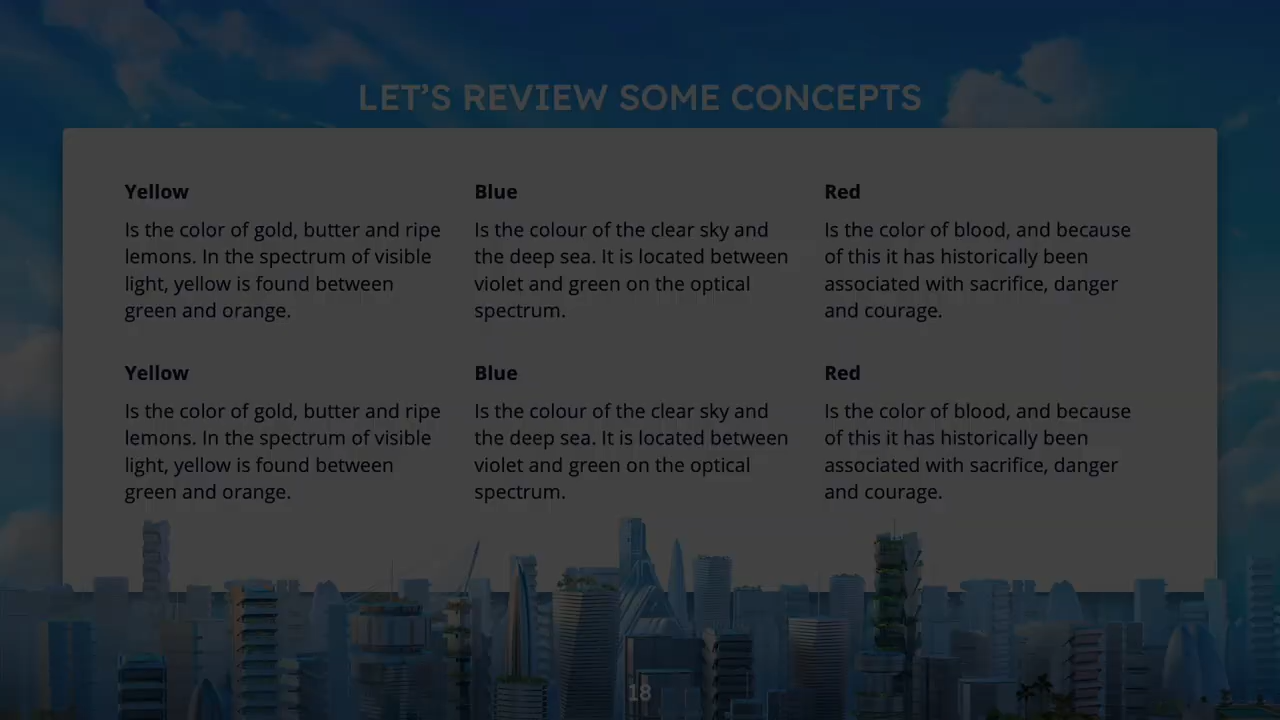 LET’S REVIEW SOME CONCEPTS
Yellow
Is the color of gold, butter and ripe
lemons. In the spectrum of visible
light, yellow is found between
green and orange.
Blue
Is the colour of the clear sky and
the deep sea. It is located between
violet and green on the optical
spectrum.
Red
Is the color of blood, and because
of this it has historically been
associated with sacrifice, danger
and courage.
Yellow
Is the color of gold, butter and ripe
lemons. In the spectrum of visible
light, yellow is found between
green and orange.
Blue
Is the colour of the clear sky and
the deep sea. It is located between
violet and green on the optical
spectrum.
Red
Is the color of blood, and because
of this it has historically been
associated with sacrifice, danger
and courage.
18